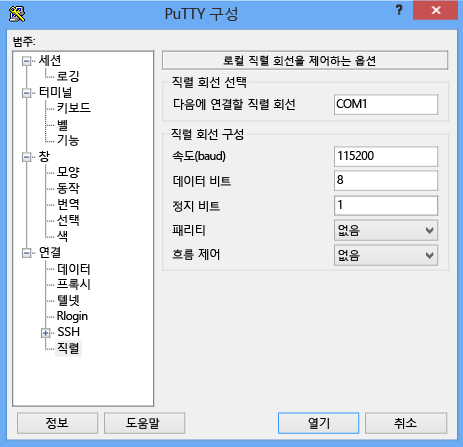 PuTTY 구성
범주:
세션
로깅
터미널
키보드
벨
기능
창
모양
동작
번역
선택
색
연결
데이터
프록시
텔넷
Rlogin
SSH
직렬
로컬 직렬 회선을 제어하는 옵션
직렬 회선 선택
다음에 연결할 직렬 회선 COM1
직렬 회선 구성
속도(baud) 115200
데이터 비트 8
정지 비트 1
패리티 없음
흐름 제어 없음
정보 도움말 열기 취소